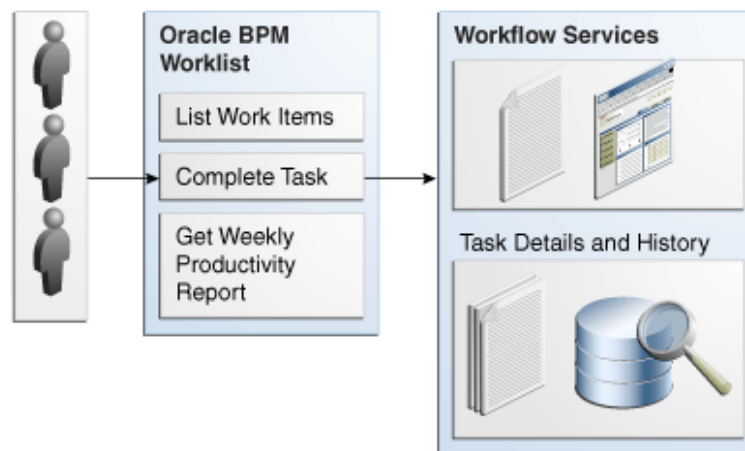 Oracle BPM
Worklist
List Work Items
Complete Task
Get Weekly
Productivity
Report
Workflow Services
Task Details and History